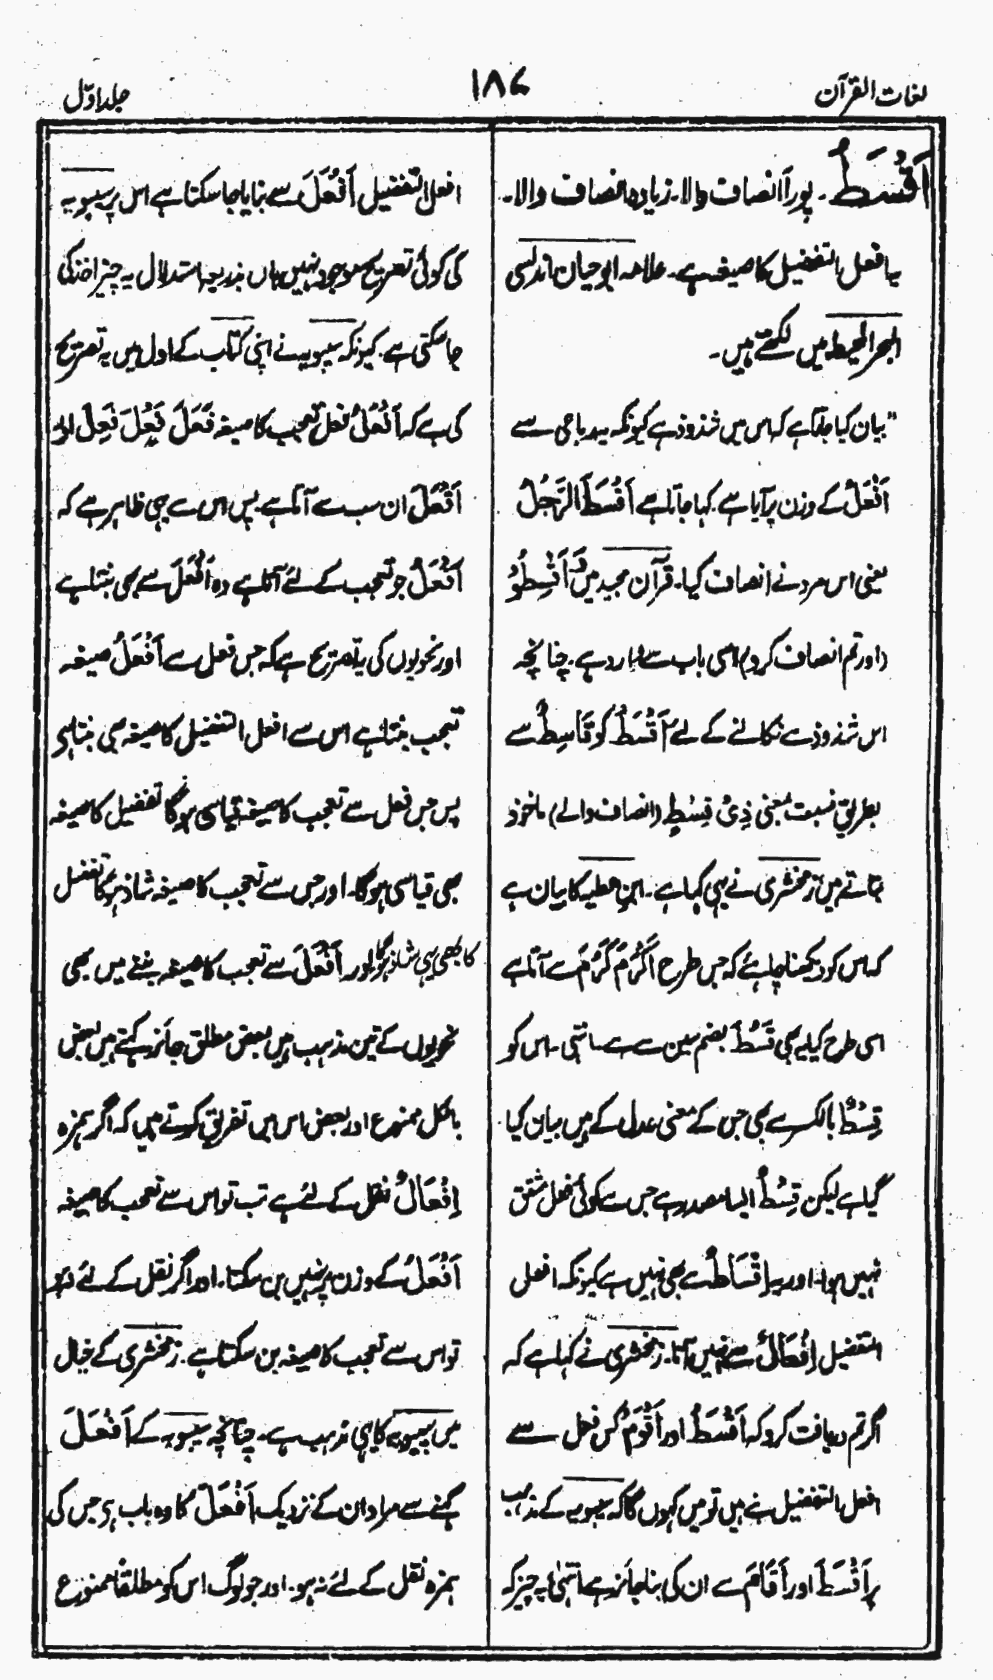 لغات القرآن
۱۸۶
جلد اوّل
اَقْسَطُ۔ پورا انصاف والا۔ زیادہ انصاف والا۔
یہ افعل التفضیل کا صیغہ ہے۔ علامہ ابو حیان اندلسی
البحر المحیط میں لکھتے ہیں۔
"بیان کیا جاتا ہے کہ اس میں شذوذ ہے کیونکہ یہ رباعی سے
اَفْعَلُ کے وزن پر آیا ہے کہا جاتا ہے اَقْسَطَ الرَّجُلُ
یعنی اس مرد نے انصاف کیا۔ قرآن مجید میں وَ اَقْسِطُوْا
(اور تم انصاف کرو) اسی باب سے وارد ہے۔ چنانچہ
اس شذوذ سے نکالنے کے لئے اَقْسَطُ کو قَاسِطٌ سے
بطریق نسبت بمعنی ذِیْ قِسْطٍ (انصاف والے) ماخوذ
بتاتے ہیں زمخشری نے یہی کہا ہے۔ ابن عطیہ کا بیان ہے
کہ اس کو دیکھنا چاہئے کہ جس طرح اَکْرَمُ کَرُمَ سے آتا ہے
اسی طرح کیلئے بھی قَسُطَ بضم سین سے سانتہی۔ اس کو
قِسْطٌ بالکسر سے بھی جس کے معنی عدل کے ہیں بیان کیا
گیا ہے لیکن قِسْطٌ ایسا مصدر ہے جس سے کوئی فعل مشتق
نہیں ہوا۔ اور یہ اِقْسَاطٌ سے بھی نہیں ہے کیونکہ افعل
التفضیل اِفْعَالٌ سے نہیں آتا۔ زمخشری نے کہا ہے کہ
اگر تم دریافت کرو کہ اَقْسَطُ اور اَقْوَمُ کس فعل سے
افعل التفضیل بنے ہیں تو میں کہوں گا کہ سیبویہ کے مذہب
پر اَقْسَطَ اور اَقَامَ سے ان کی بنا جائز ہے انتہیٰ یہ چیز کہ
افعل التفضیل اَفْعَلَ سے بنایا جا سکتا ہے اس پر سیبویہ
کی کوئی تصریح موجود نہیں ہاں بذریعہ استدلال یہ چیز اخذ کی
جا سکتی ہے۔ کیونکہ سیبویہ نے اپنی کتاب کے اول میں یہ تصریح
کی ہے کہ اَفْعَلُ فعل تعجب کا صیغہ فَعَلَ فَعُلَ فَعِلَ اور
اَفْعَلَ ان سب سے آتا ہے۔ پس اس سے یہی ظاہر ہے کہ
اَفْعَلُ جو تعجب کے لئے آتا ہے وہ اَفْعَلَ سے بھی بنتا ہے
اور نحویوں کی یہ تصریح ہے کہ جس فعل سے اَفْعَلُ صیغہ
تعجب بنتا ہے اس سے افعل التفضیل کا صیغہ بھی بنتا ہے
پس جس فعل سے تعجب کا صیغہ قیاسی ہوگا تفضیل کا صیغہ
بھی قیاسی ہوگا۔ اور جس سے تعجب کا صیغہ شاذ ہوگا تفضیل
کا بھی یہی شاذ ہوگا اور اَفْعَلَ سے تعجب کا صیغہ بننے میں بھی
نحویوں کے تین مذہب ہیں بعض مطلق جائز کہتے ہیں بعض
بالکل ممنوع اور بعض اس میں تفریق کرتے ہیں کہ اگر ہمزہ
اِفْعَالٌ نقل کے لئے ہے تب تو اس سے تعجب کا صیغہ
اَفْعَلُ کے وزن پر نہیں بن سکتا۔ اور اگر نقل کے لئے نہ ہو
تو اس سے تعجب کا صیغہ بن سکتا ہے۔ زمخشری کے خیال
میں سیبویہ کا یہی مذہب ہے۔ چنانچہ سیبویہ کے اَفْعَلَ
کہنے سے مراد ان کے نزدیک اَفْعَلَ کا وہ باب ہے جس کی
ہمزہ نقل کے لئے نہ ہو۔ اور جو لوگ اس کو مطلقًا ممنوع